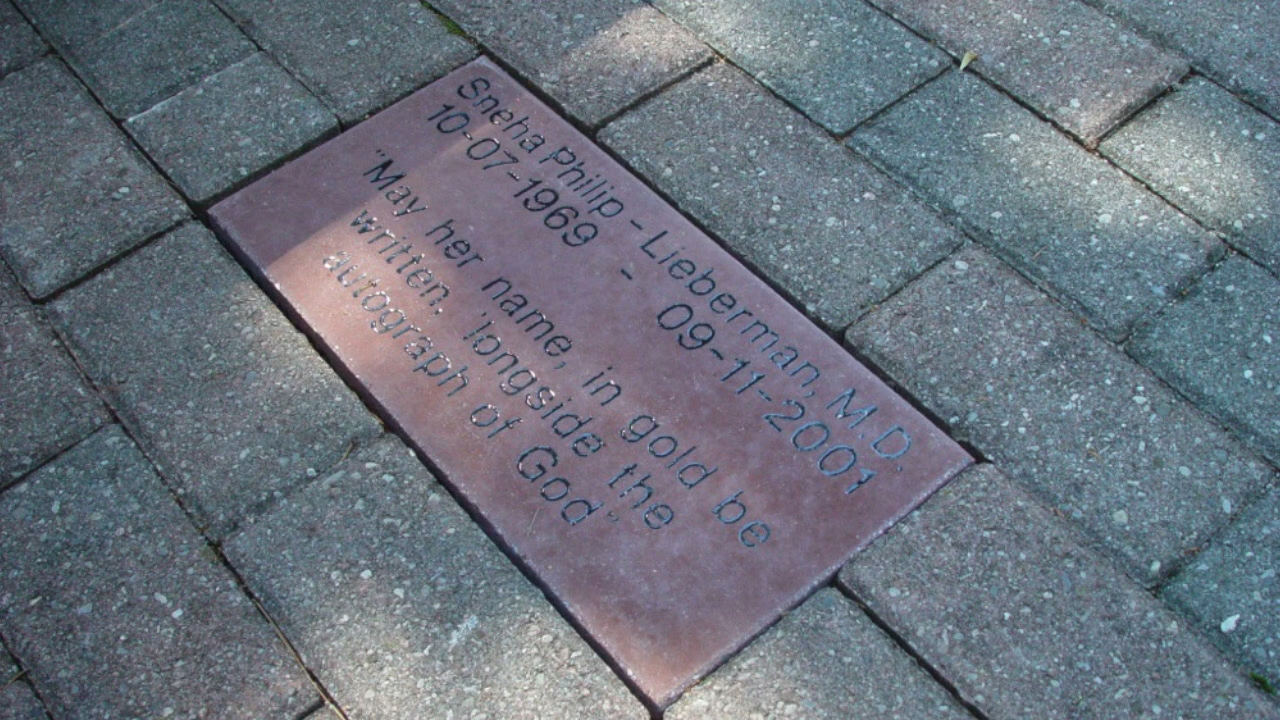 Sneha Philip - Lieberman, M.D.
10-07-1969 - 09-11-2001
"May her name, in gold be
written, 'longside the
autograph of God"